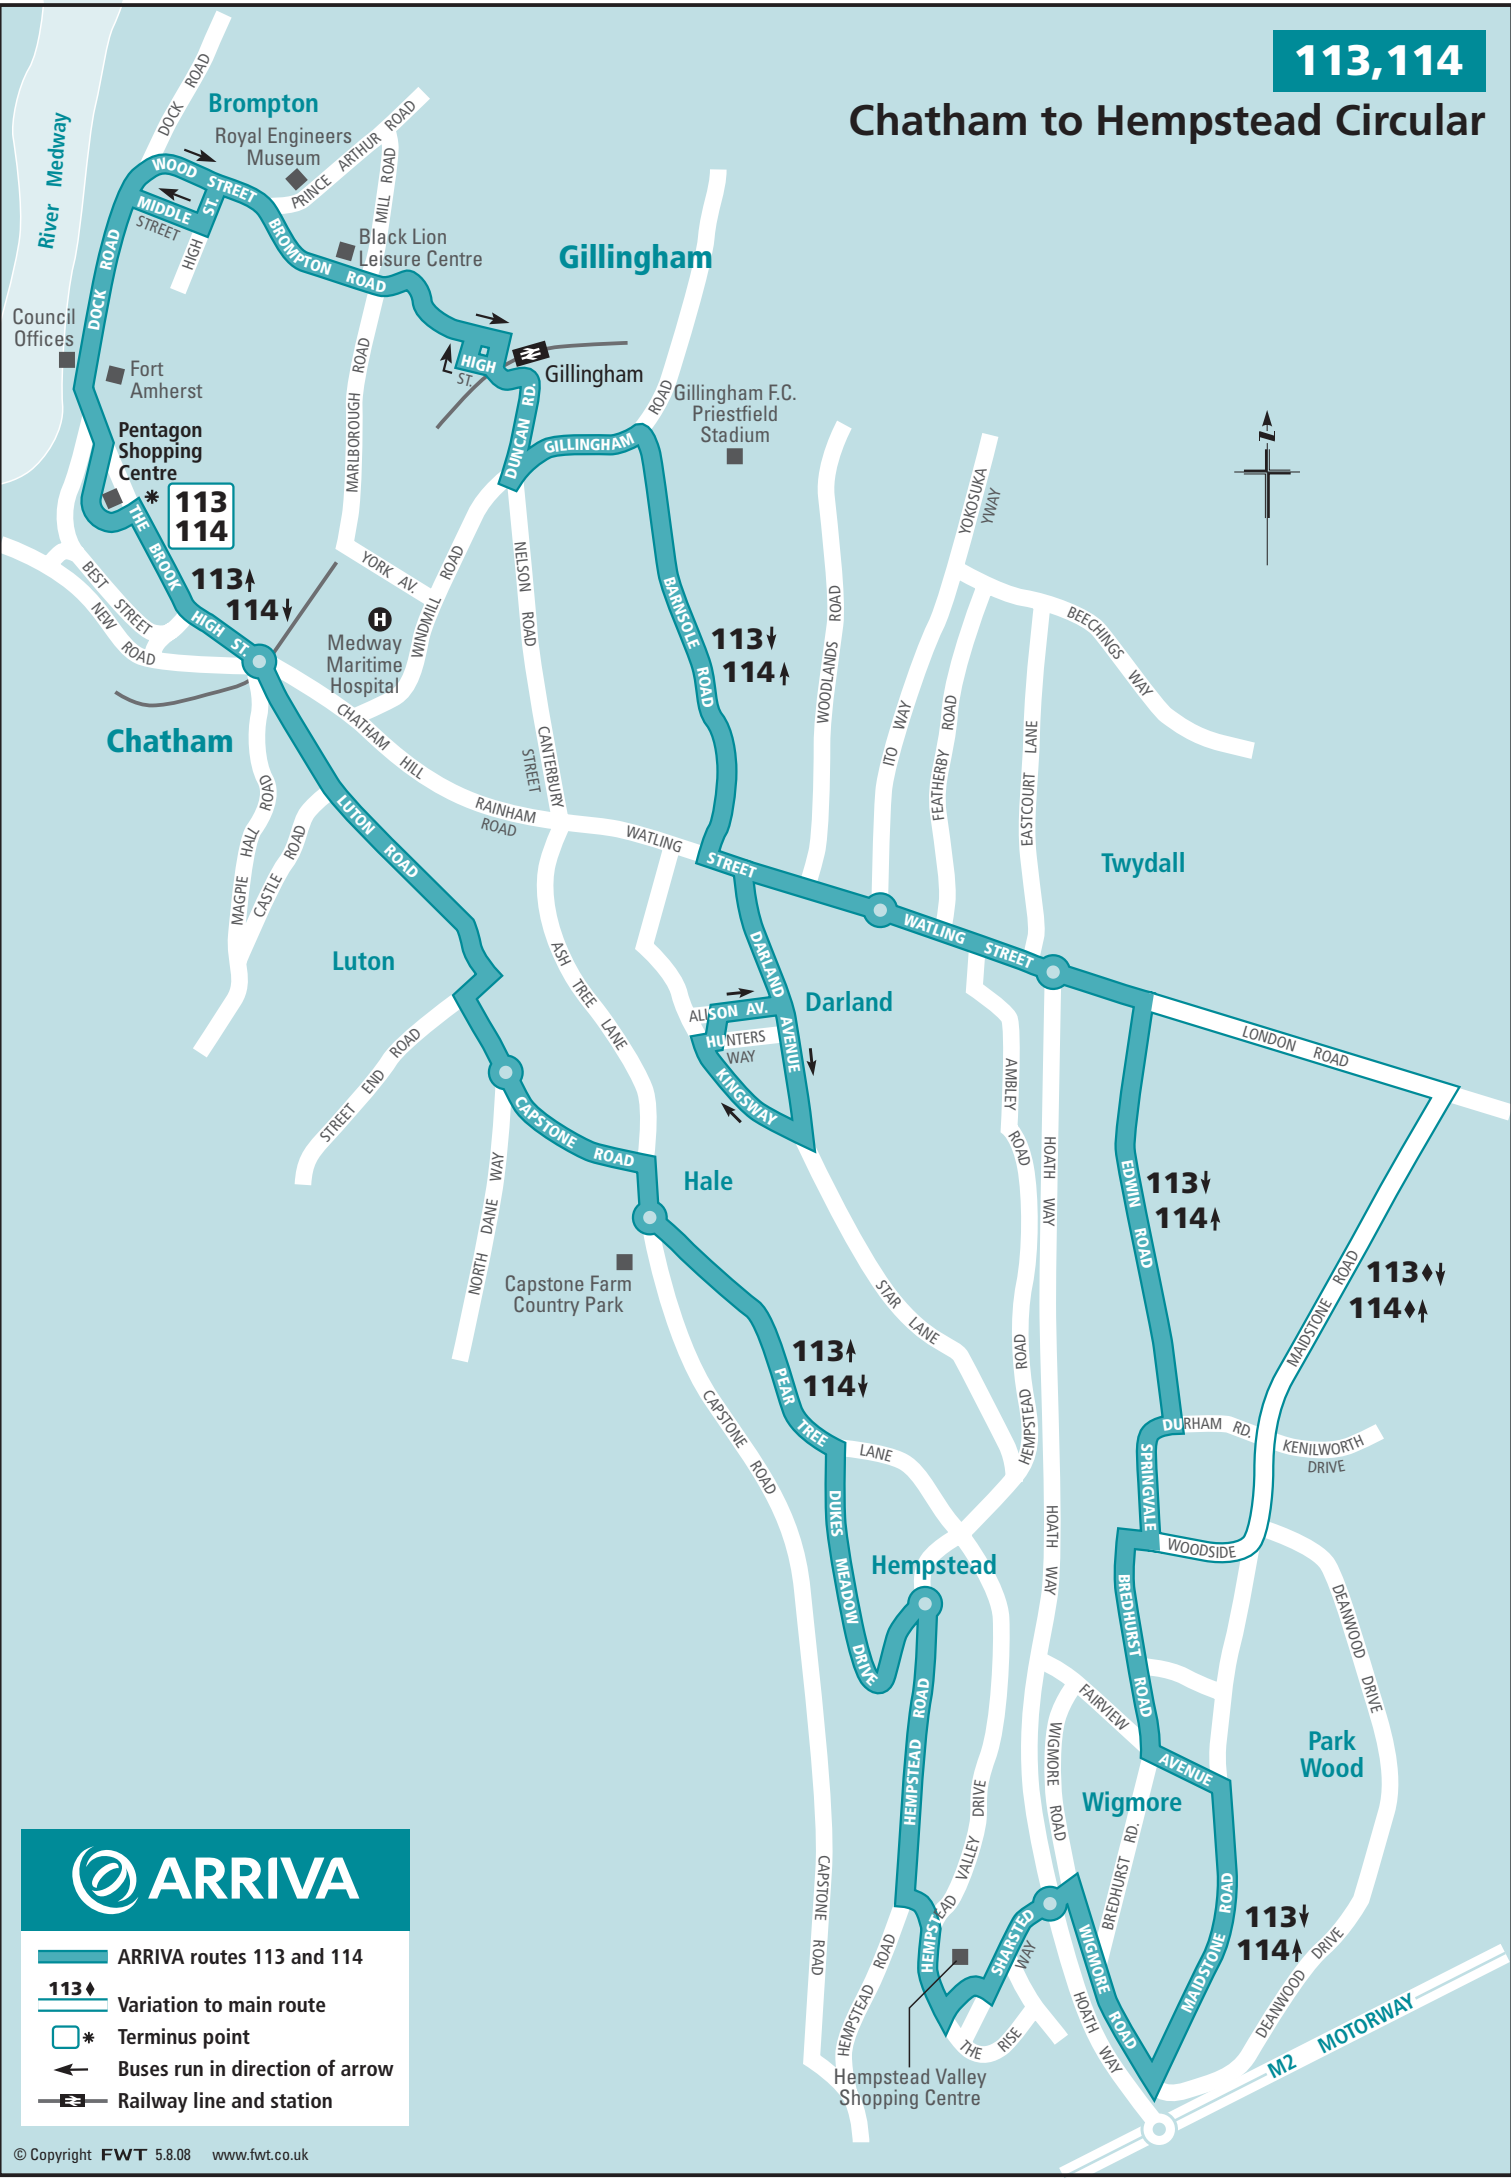 113,114
Chatham to Hempstead Circular
River Medway
DOCK ROAD
Brompton
Royal Engineers
Museum
PRINCE ARTHUR ROAD
WOOD STREET
MIDDLE
STREET
HIGH ST.
MILL ROAD
BROMPTON ROAD
Black Lion
Leisure Centre
Gillingham
DOCK ROAD
Council
Offices
Fort
Amherst
HIGH
ST.
Gillingham
MARLBOROUGH ROAD
DUNCAN RD.
GILLINGHAM ROAD
Gillingham F.C.
Priestfield
Stadium
N
Pentagon
Shopping
Centre
*
113
114
THE BROOK
113
114
HIGH ST.
BEST STREET
NEW ROAD
YORK AV.
WINDMILL ROAD
H
Medway
Maritime
Hospital
NELSON ROAD
BARNSOLE ROAD
113
114
WOODLANDS ROAD
YOKOSUKA
YWAY
ITO WAY
FEATHERBY ROAD
EASTCOURT LANE
BEECHINGS WAY
Chatham
CHATHAM HILL
CANTERBURY
STREET
RAINHAM
ROAD
WATLING STREET
MAGPIE HALL ROAD
CASTLE ROAD
LUTON ROAD
Twydall
WATLING STREET
Luton
ASH TREE LANE
DARLAND AVENUE
Darland
ALISON AV.
HUNTERS
WAY
KINGSWAY
LONDON ROAD
STREET END ROAD
AMBLEY ROAD
HOATH WAY
CAPSTONE ROAD
NORTH DANE WAY
Hale
EDWIN ROAD
113
114
Capstone Farm
Country Park
STAR LANE
MAIDSTONE ROAD
113♦
114♦
113
114
PEAR TREE LANE
HEMPSTEAD ROAD
CAPSTONE ROAD
DURHAM RD.
KENILWORTH
DRIVE
SPRINGVALE
DUKES MEADOW DRIVE
HOATH WAY
WOODSIDE
Hempstead
BREDHURST ROAD
DEANWOOD DRIVE
HEMPSTEAD ROAD
FAIRVIEW AVENUE
WIGMORE ROAD
Park
Wood
Wigmore
HEMPSTEAD VALLEY DRIVE
BREDHURST RD.
CAPSTONE ROAD
HEMPSTEAD ROAD
SHARSTED
WAY
WIGMORE ROAD
MAIDSTONE ROAD
113
114
DEANWOOD DRIVE
HOATH WAY
THE RISE
M2 MOTORWAY
Hempstead Valley
Shopping Centre
ARRIVA
ARRIVA routes 113 and 114
113♦
Variation to main route
* Terminus point
Buses run in direction of arrow
Railway line and station
© Copyright FWT 5.8.08 www.fwt.co.uk